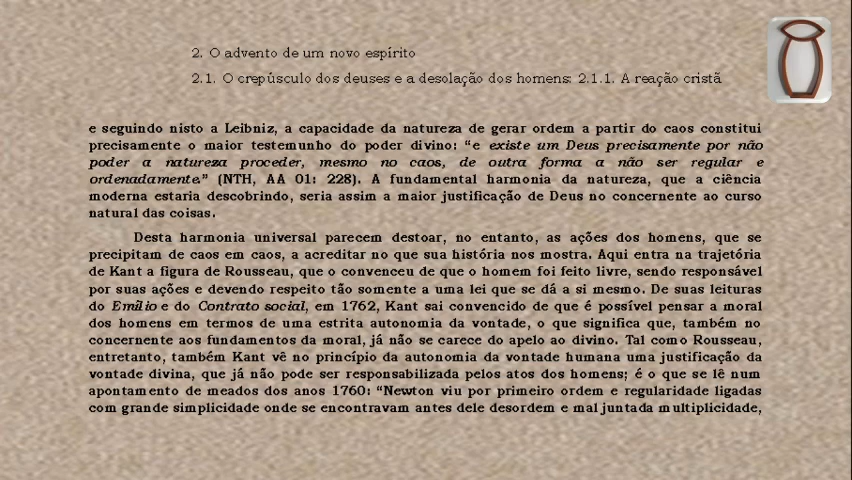 2. O advento de um novo espírito
2.1. O crepúsculo dos deuses e a desolação dos homens: 2.1.1. A reação cristã
e seguindo nisto a Leibniz, a capacidade da natureza de gerar ordem a partir do caos constitui
precisamente o maior testemunho do poder divino: “e existe um Deus precisamente por não
poder a natureza proceder, mesmo no caos, de outra forma a não ser regular e
ordenadamente.” (NTH, AA 01: 228). A fundamental harmonia da natureza, que a ciência
moderna estaria descobrindo, seria assim a maior justificação de Deus no concernente ao curso
natural das coisas.
Desta harmonia universal parecem destoar, no entanto, as ações dos homens, que se
precipitam de caos em caos, a acreditar no que sua história nos mostra. Aqui entra na trajetória
de Kant a figura de Rousseau, que o convenceu de que o homem foi feito livre, sendo responsável
por suas ações e devendo respeito tão somente a uma lei que se dá a si mesmo. De suas leituras
do Emílio e do Contrato social, em 1762, Kant sai convencido de que é possível pensar a moral
dos homens em termos de uma estrita autonomia da vontade, o que significa que, também no
concernente aos fundamentos da moral, já não se carece do apelo ao divino. Tal como Rousseau,
entretanto, também Kant vê no princípio da autonomia da vontade humana uma justificação da
vontade divina, que já não pode ser responsabilizada pelos atos dos homens; é o que se lê num
apontamento de meados dos anos 1760: “Newton viu por primeiro ordem e regularidade ligadas
com grande simplicidade onde se encontravam antes dele desordem e mal juntada multiplicidade,